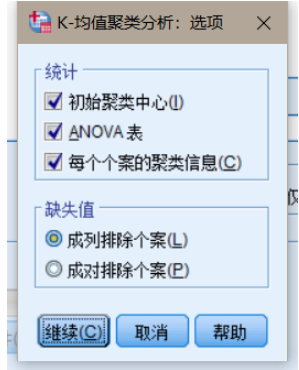 K-均值聚类分析：选项
统计
初始聚类中心(I)
ANOVA 表
每个个案的聚类信息(C)
缺失值
成列排除个案(L)
成对排除个案(P)
继续(C) 取消 帮助